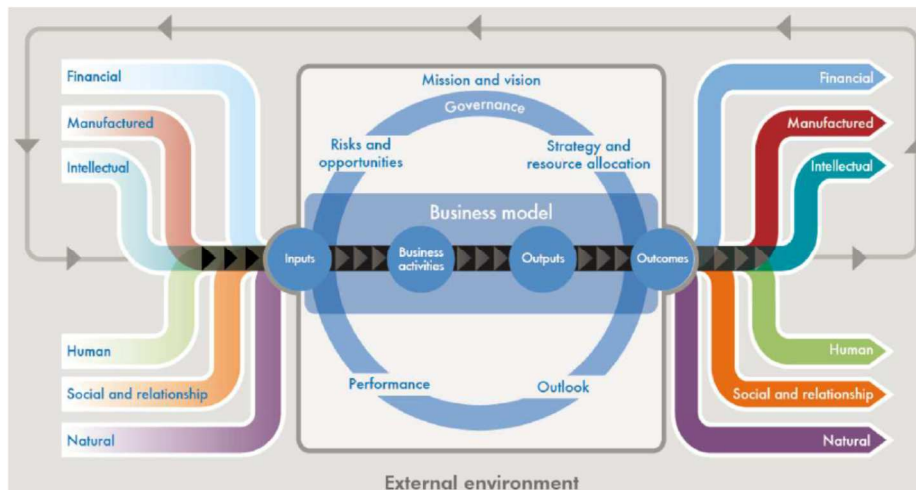 Financial
Manufactured
Intellectual
Human
Social and relationship
Natural
Mission and vision
Governance
Risks and
opportunities
Strategy and
resource allocation
Business model
Inputs
Business
activities
Outputs
Outcomes
Performance
Outlook
Financial
Manufactured
Intellectual
Human
Social and relationship
Natural
External environment